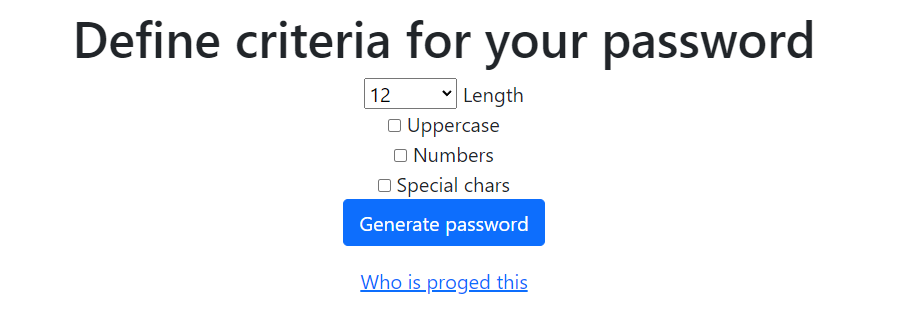 Define criteria for your password
12 Length
Uppercase
Numbers
Special chars
Generate password
Who is proged this